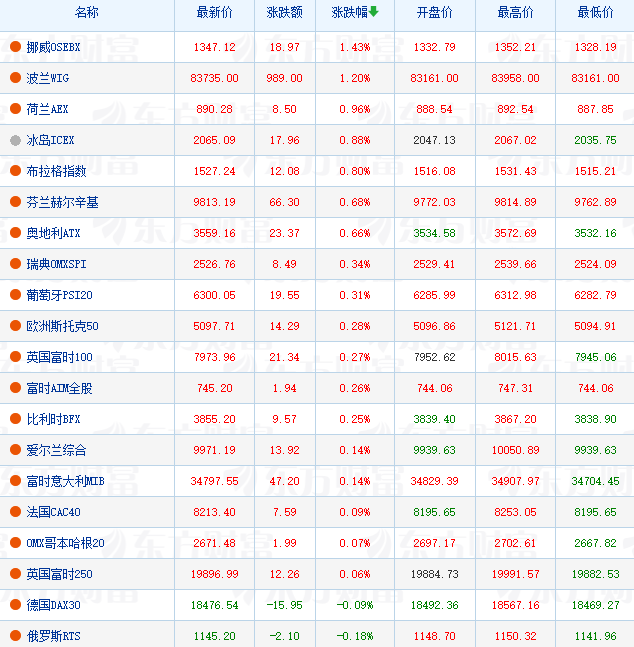 名称 最新价 涨跌额 涨跌幅 开盘价 最高价 最低价
挪威OSEBX 1347.12 18.97 1.43% 1332.79 1352.21 1328.19
波兰WIG 83735.00 989.00 1.20% 83161.00 83958.00 83161.00
荷兰AEX 890.28 8.50 0.96% 888.54 892.54 887.85
冰岛ICEX 2065.09 17.96 0.88% 2047.13 2067.02 2035.75
布拉格指数 1527.24 12.08 0.80% 1516.08 1531.43 1515.21
芬兰赫尔辛基 9813.19 66.30 0.68% 9772.03 9814.89 9762.89
奥地利ATX 3559.16 23.37 0.66% 3534.58 3572.69 3532.16
瑞典OMXSPI 2526.76 8.49 0.34% 2529.41 2539.66 2524.09
葡萄牙PSI20 6300.05 19.55 0.31% 6285.99 6312.98 6282.79
欧洲斯托克50 5097.71 14.29 0.28% 5096.86 5121.71 5094.91
英国富时100 7973.96 21.34 0.27% 7952.62 8015.63 7945.06
富时AIM全股 745.20 1.94 0.26% 744.06 747.31 744.06
比利时BFX 3855.20 9.57 0.25% 3839.40 3867.20 3838.90
爱尔兰综合 9971.19 13.92 0.14% 9939.63 10050.89 9939.63
富时意大利MIB 34797.55 47.20 0.14% 34829.39 34907.97 34704.45
法国CAC40 8213.40 7.59 0.09% 8195.65 8253.05 8195.65
OMX哥本哈根20 2671.48 1.99 0.07% 2697.17 2702.61 2667.82
英国富时250 19896.99 12.26 0.06% 19884.73 19991.57 19882.53
德国DAX30 18476.54 -15.95 -0.09% 18492.36 18567.16 18469.27
俄罗斯RTS 1145.20 -2.10 -0.18% 1148.70 1150.32 1141.96